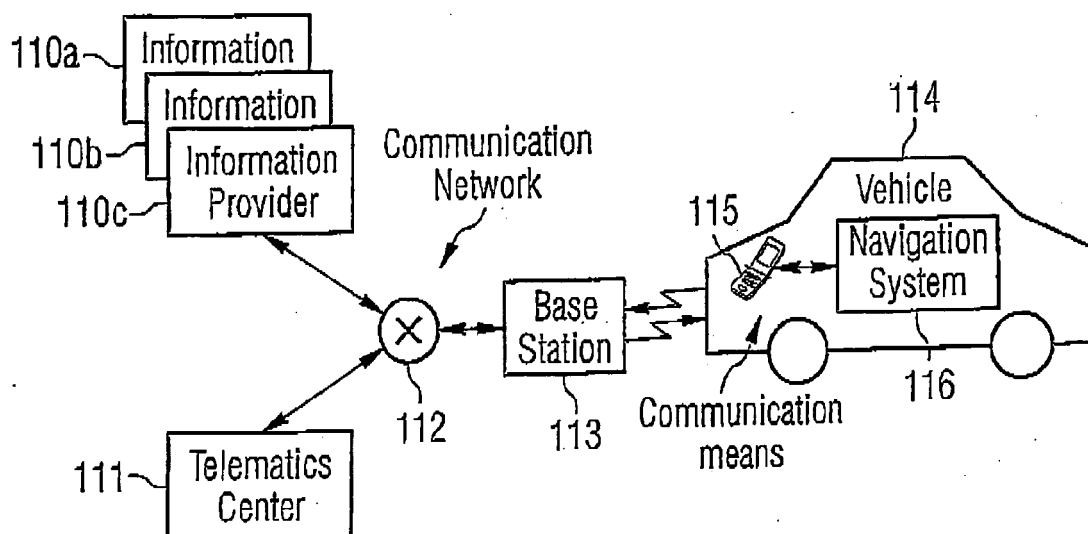 110a
Information
110b
Information
110c
Information
Provider
Communication
Network
112
Base
Station
113
111
Telematics
Center
114
Vehicle
115
Navigation
System
116
Communication
means